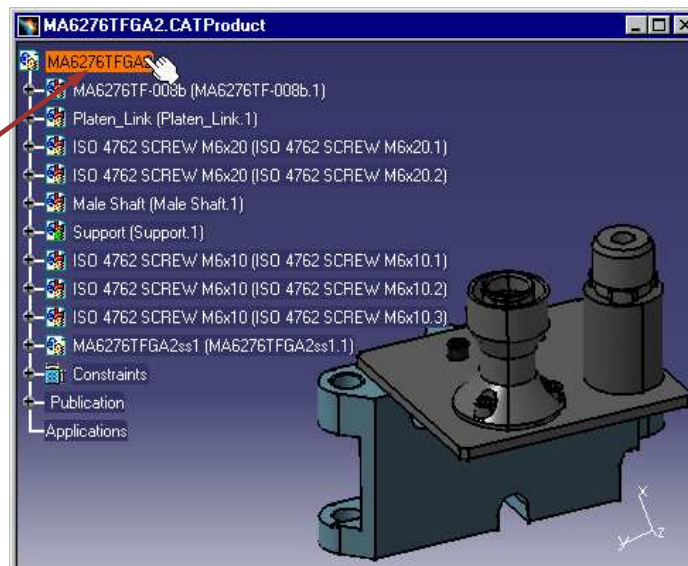 MA6276TFGA2.CATProduct
MA6276TFGA2
MA6276TF-008b (MA6276TF-008b.1)
Platen_Link (Platen_Link.1)
ISO 4762 SCREW M6x20 (ISO 4762 SCREW M6x20.1)
ISO 4762 SCREW M6x20 (ISO 4762 SCREW M6x20.2)
Male Shaft (Male Shaft.1)
Support (Support.1)
ISO 4762 SCREW M6x10 (ISO 4762 SCREW M6x10.1)
ISO 4762 SCREW M6x10 (ISO 4762 SCREW M6x10.2)
ISO 4762 SCREW M6x10 (ISO 4762 SCREW M6x10.3)
MA6276TFGA2ss1 (MA6276TFGA2ss1.1)
Constraints
Publication
Applications
x
y
z